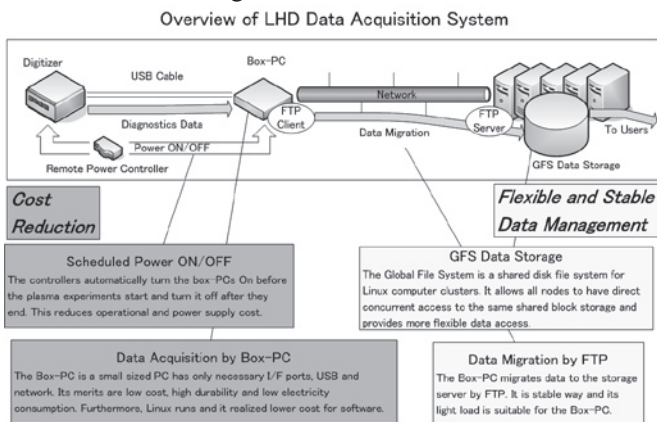 Overview of LHD Data Acquisition System
Digitizer
USB Cable
Box-PC
Network
Diagnostics Data
FTP
Client
Data Migration
FTP
Server
To Users
Power ON/OFF
Remote Power Controller
GFS Data Storage
Cost
Reduction
Flexible and Stable
Data Management
Scheduled Power ON/OFF
The controllers automatically turn the box-PCs On before
the plasma experiments start and turn it off after they
end. This reduces operational and power supply cost.
GFS Data Storage
The Global File System is a shared disk file system for
Linux computer clusters. It allows all nodes to have direct
concurrent access to the same shared block storage and
provides more flexible data access.
Data Acquisition by Box-PC
The Box-PC is a small sized PC has only necessary I/F ports, USB and
network. Its merits are low cost, high durability and low electricity
consumption. Furthermore, Linux runs and it realized lower cost for software.
Data Migration by FTP
The Box-PC migrates data to the storage
server by FTP. It is stable way and its
light load is suitable for the Box-PC.